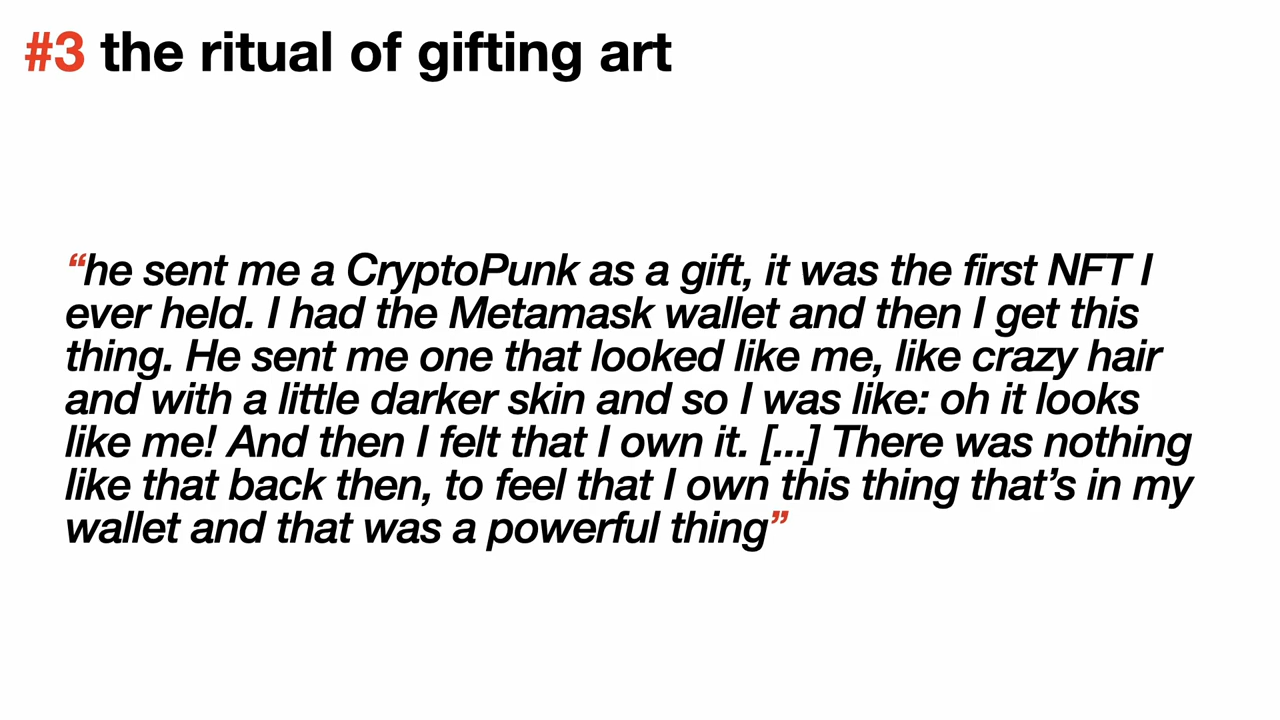 #3 the ritual of gifting art
“he sent me a CryptoPunk as a gift, it was the first NFT I
ever held. I had the Metamask wallet and then I get this
thing. He sent me one that looked like me, like crazy hair
and with a little darker skin and so I was like: oh it looks
like me! And then I felt that I own it. [...] There was nothing
like that back then, to feel that I own this thing that’s in my
wallet and that was a powerful thing”